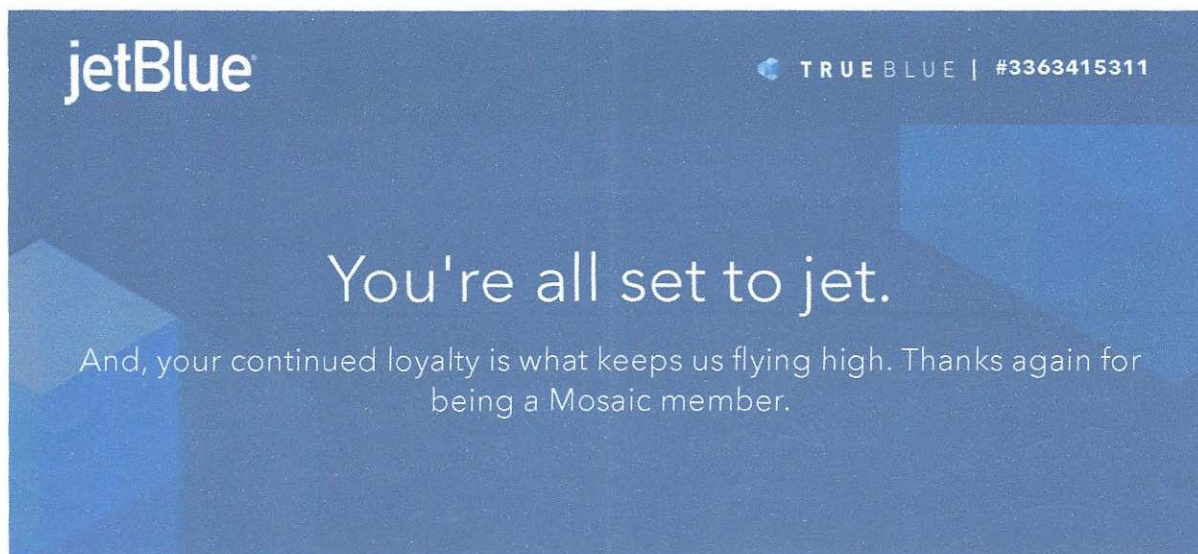 jetBlue
TRUEBLUE | #3363415311
You're all set to jet.
And, your continued loyalty is what keeps us flying high. Thanks again for
being a Mosaic member.